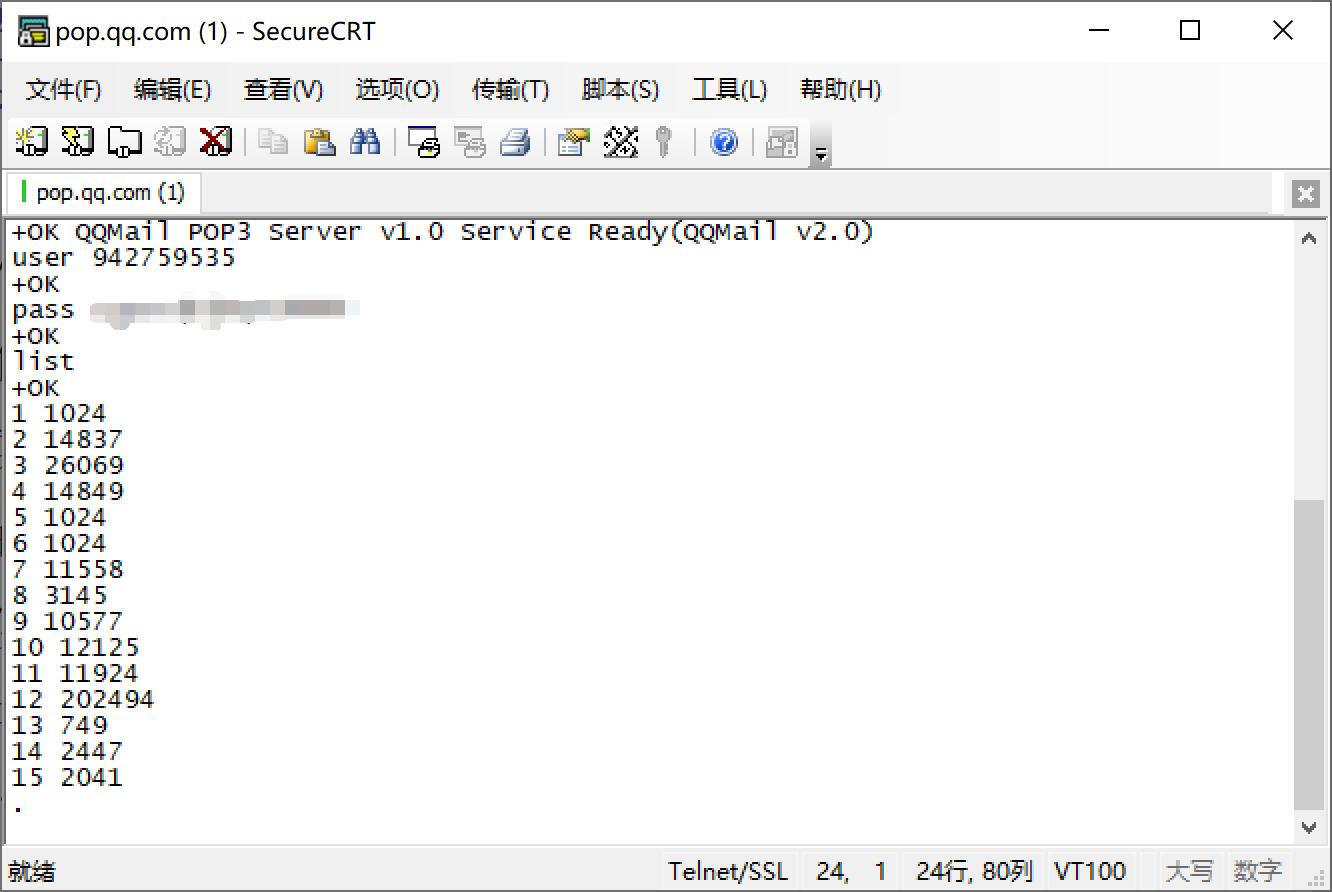 pop.qq.com (1) - SecureCRT
文件(F) 编辑(E) 查看(V) 选项(O) 传输(T) 脚本(S) 工具(L) 帮助(H)
pop.qq.com (1)
+OK QQMail POP3 Server v1.0 Service Ready(QQMail v2.0)
user 942759535
+OK
pass
+OK
list
+OK
1 1024
2 14837
3 26069
4 14849
5 1024
6 1024
7 11558
8 3145
9 10577
10 12125
11 11924
12 202494
13 749
14 2447
15 2041
.
就绪 Telnet/SSL 24, 1 24行, 80列 VT100 大写 数字